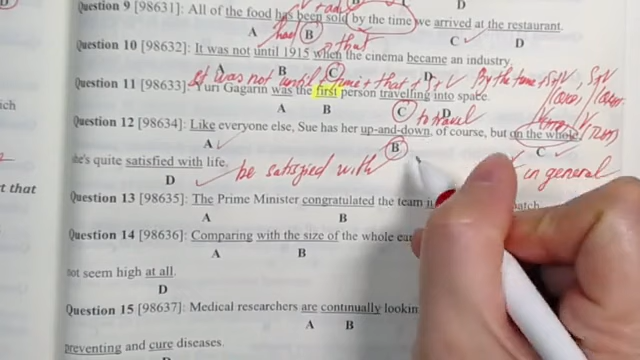 Question 9 [98631]: All of the food has been sold by the time we arrived at the restaurant.
A had B C D
Question 10 [98632]: It was not until 1915 when the cinema became an industry.
that
A B C D
It was not until + time + that + S + V By the time + S + V, S + V
Question 11 [98633]: Yuri Gagarin was the first person travelling into space.
A B C D
to travel
Question 12 [98634]: Like everyone else, Sue has her up-and-down, of course, but on the whole,
A B C
she's quite satisfied with life. be satisfied with in general
D
Question 13 [98635]: The Prime Minister congratulated the team
A B
Question 14 [98636]: Comparing with the size of the whole
A B
not seem high at all.
D
Question 15 [98637]: Medical researchers are continually
A B
preventing and cure diseases.